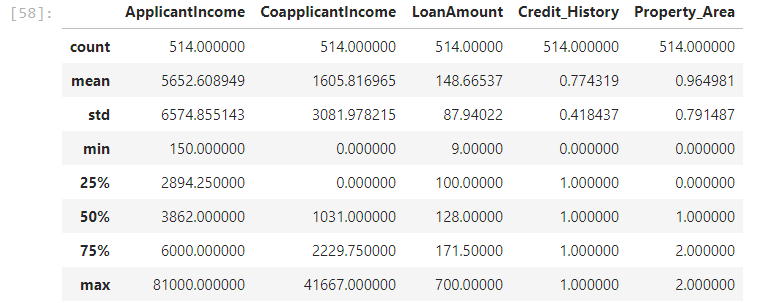 [58]: ApplicantIncome CoapplicantIncome LoanAmount Credit_History Property_Area
count 514.000000 514.000000 514.00000 514.000000 514.000000
mean 5652.608949 1605.816965 148.66537 0.774319 0.964981
std 6574.855143 3081.978215 87.94022 0.418437 0.791487
min 150.000000 0.000000 9.00000 0.000000 0.000000
25% 2894.250000 0.000000 100.00000 1.000000 0.000000
50% 3862.000000 1031.000000 128.00000 1.000000 1.000000
75% 6000.000000 2229.750000 171.50000 1.000000 2.000000
max 81000.000000 41667.000000 700.00000 1.000000 2.000000